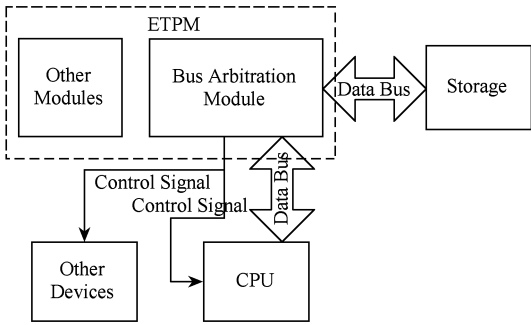 ETPM
Other
Modules
Bus Arbitration
Module
Data Bus
Storage
Control Signal
Control Signal
Data Bus
Other
Devices
CPU